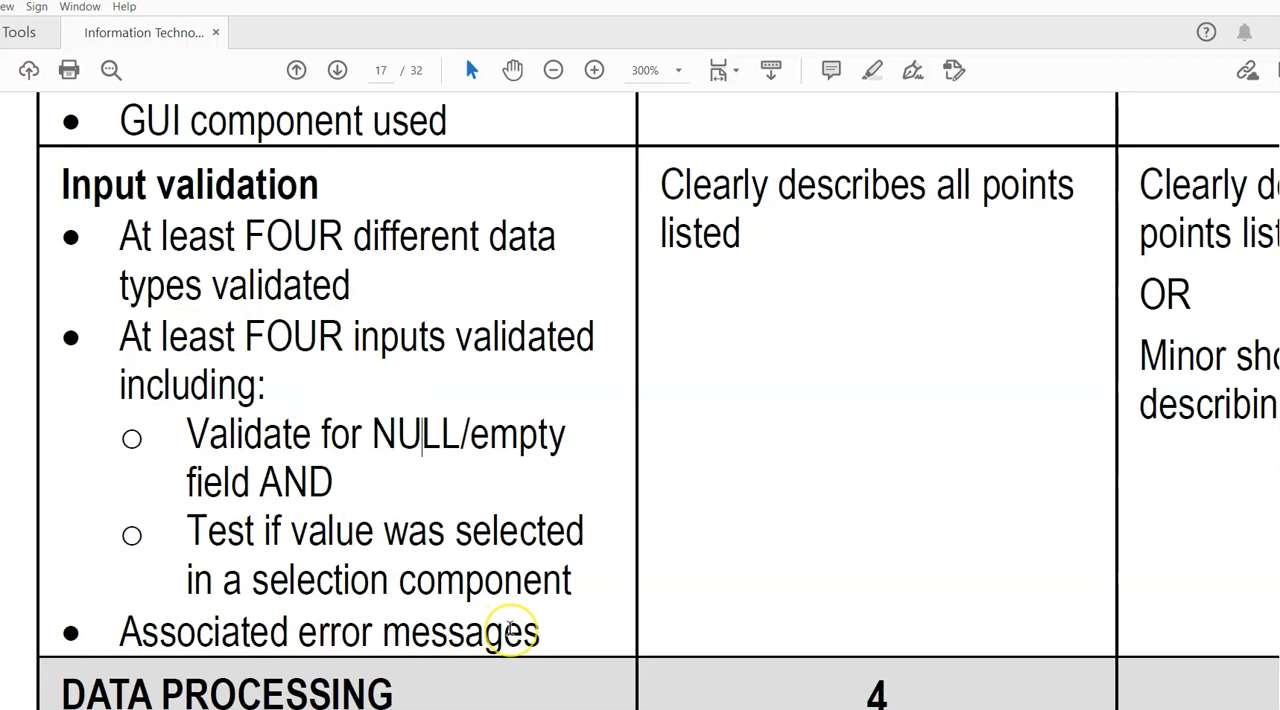 ew Sign Window Help
Tools Information Techno... ×
17 / 32 300%
• GUI component used
Input validation
• At least FOUR different data
types validated
• At least FOUR inputs validated
including:
○ Validate for NULL/empty
field AND
○ Test if value was selected
in a selection component
• Associated error messages
Clearly describes all points
listed
Clearly d
points list
OR
Minor sho
describin
DATA PROCESSING 4